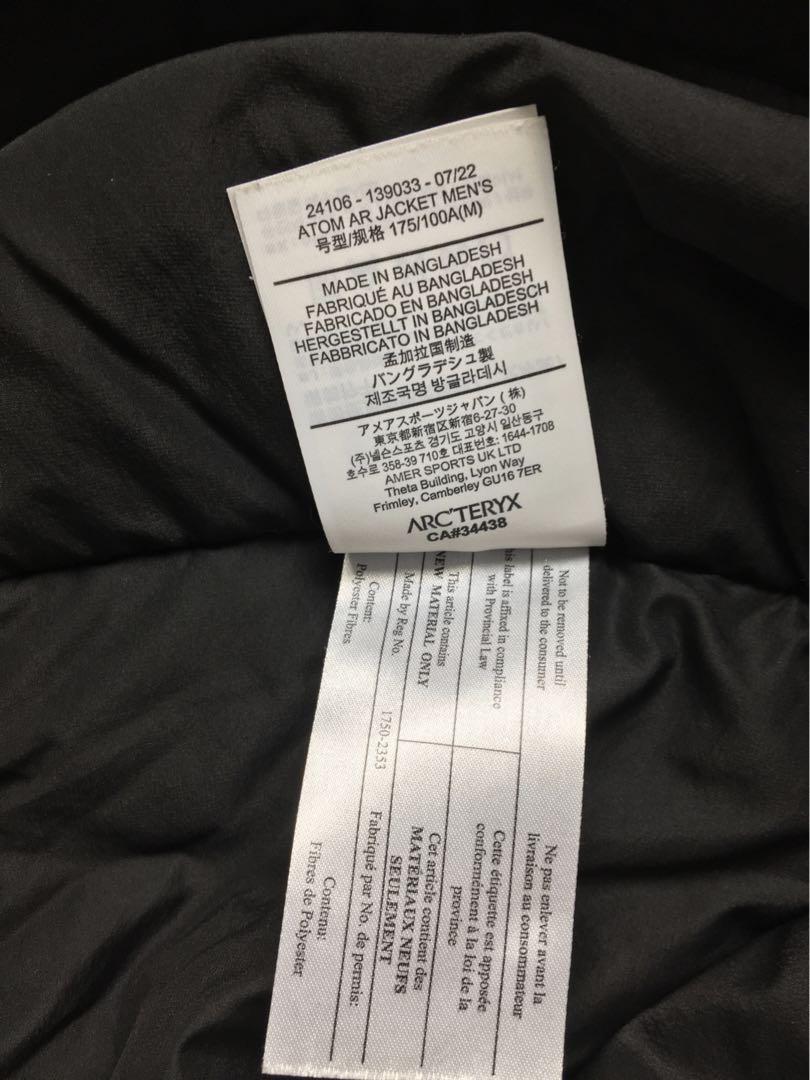 24106 - 139033 - 07/22
ATOM AR JACKET MEN'S
号型/规格 175/100A(M)
MADE IN BANGLADESH
FABRIQUÉ AU BANGLADESH
FABRICADO EN BANGLADESH
HERGESTELLT IN BANGLADESCH
FABBRICATO IN BANGLADESH
孟加拉国制造
バングラデシュ製
제조국명 방글라데시
アメアスポーツジャパン (株)
東京都新宿区新宿6-27-30
(주)넬슨스포츠 경기도 고양시 일산동구
호수로 358-39 710호 대표번호: 1644-1708
AMER SPORTS UK LTD
Theta Building, Lyon Way
Frimley, Camberley GU16 7ER
ARC'TERYX
CA#34438
Not to be removed until
delivered to the consumer
is label is affixed in compliance
with Provincial Law
This article contains
NEW MATERIAL ONLY
Made by Reg No.
1750-2353
Content:
Polyester Fibres
Ne pas enlever avant la
livraison au consommateur
Cette étiquette est apposée
conformément à la loi de la
province
Cet article contient des
MATÉRIAUX NEUFS
SEULEMENT
Fabriqué par No. de permis:
Contenu:
Fibres de Polyester